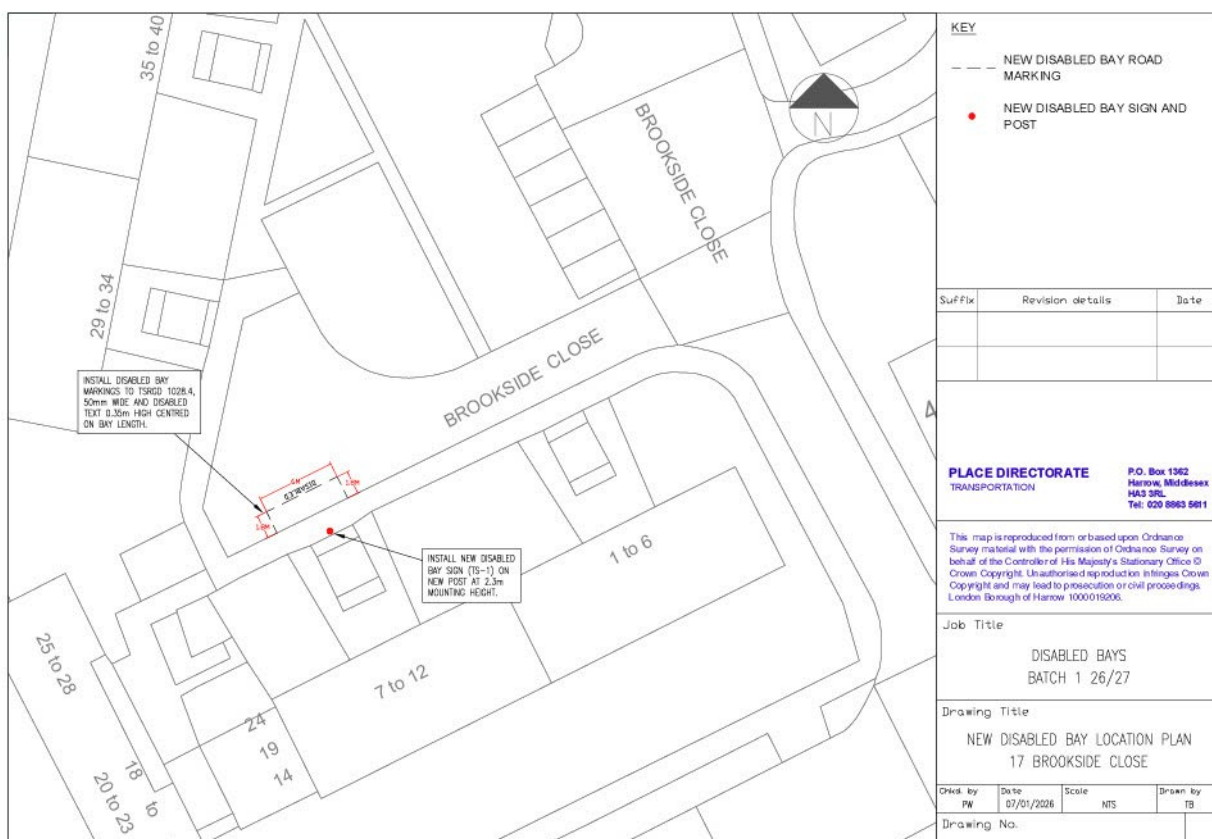 35 to 40
29 to 34
BROOKSIDE CLOSE
N
BROOKSIDE CLOSE
INSTALL DISABLED BAY
MARKINGS TO TSRGD 1028.4,
50mm WIDE AND DISABLED
TEXT 0.35m HIGH CENTRED
ON BAY LENGTH.
DISABLED
INSTALL NEW DISABLED
BAY SIGN (TS-1) ON
NEW POST AT 2.3m
MOUNTING HEIGHT.
1 to 6
7 to 12
25 to 28
24
19
14
18 to
20 to 23
4
KEY
NEW DISABLED BAY ROAD
MARKING
NEW DISABLED BAY SIGN AND
POST
Suffix Revision details Date
PLACE DIRECTORATE
TRANSPORTATION
P.O. Box 1362
Harrow, Middlesex
HA3 3RL
Tel: 020 8863 5611
This map is reproduced from or based upon Ordnance
Survey material with the permission of Ordnance Survey on
behalf of the Controller of His Majesty's Stationary Office ©
Crown Copyright. Unauthorised reproduction infringes Crown
Copyright and may lead to prosecution or civil proceedings.
London Borough of Harrow 1000019206.
Job Title
DISABLED BAYS
BATCH 1 26/27
Drawing Title
NEW DISABLED BAY LOCATION PLAN
17 BROOKSIDE CLOSE
Chkd. by Date Scale Drawn by
PW 07/01/2026 NTS TB
Drawing No.